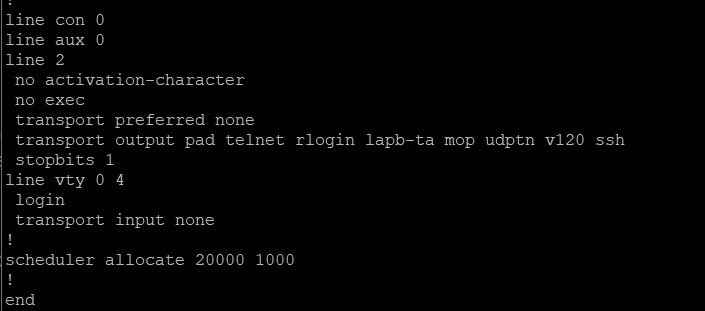 !
line con 0
line aux 0
line 2
 no activation-character
 no exec
 transport preferred none
 transport output pad telnet rlogin lapb-ta mop udptn v120 ssh
 stopbits 1
line vty 0 4
 login
 transport input none
!
scheduler allocate 20000 1000
!
end